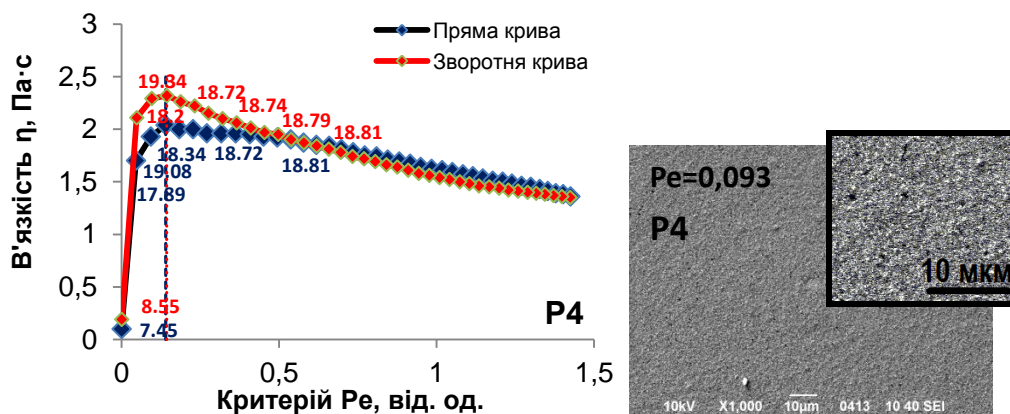 В'язкість η, Па·с
3
2,5
2
1,5
1
0,5
0
Пряма крива
Зворотня крива
19.34
18.72
18.74
18.79
18.81
18.2
18.34
18.72
18.81
19.08
17.89
8.55
7.45
P4
0
0,5
1
1,5
Критерій Pe, від. од.
Pe=0,093
P4
10 мкм
10kV X1,000 10μm 0413 10 40 SEI